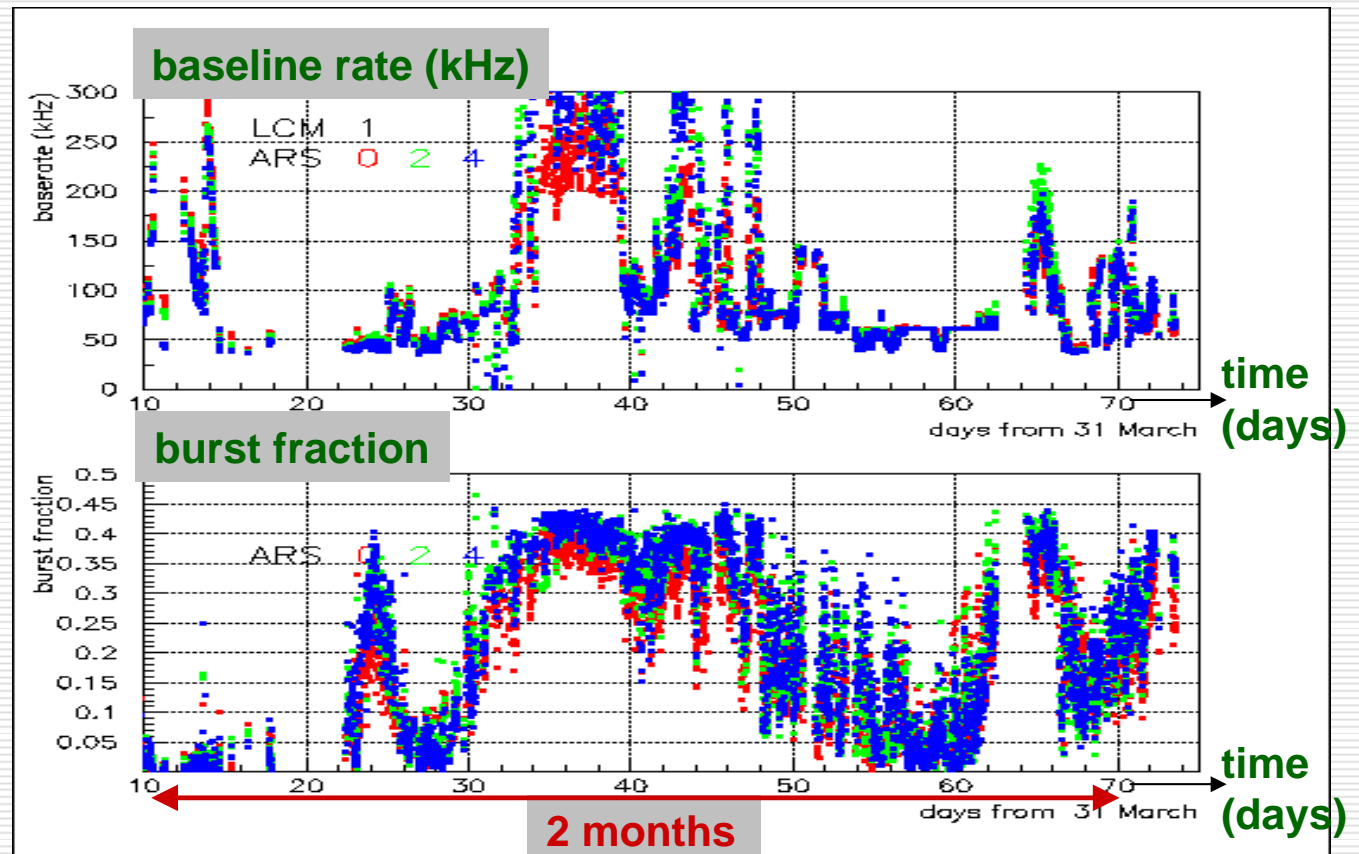 baseline rate (kHz)
baserate (kHz)
300
250
200
150
100
50
0
LCM 1
ARS 0 2 4
10 20 30 40 50 60 70
time
(days)
days from 31 March
burst fraction
burst fraction
0.5
0.45
0.4
0.35
0.3
0.25
0.2
0.15
0.1
0.05
ARS 0 2 4
10 20 30 40 50 60 70
time
(days)
days from 31 March
2 months